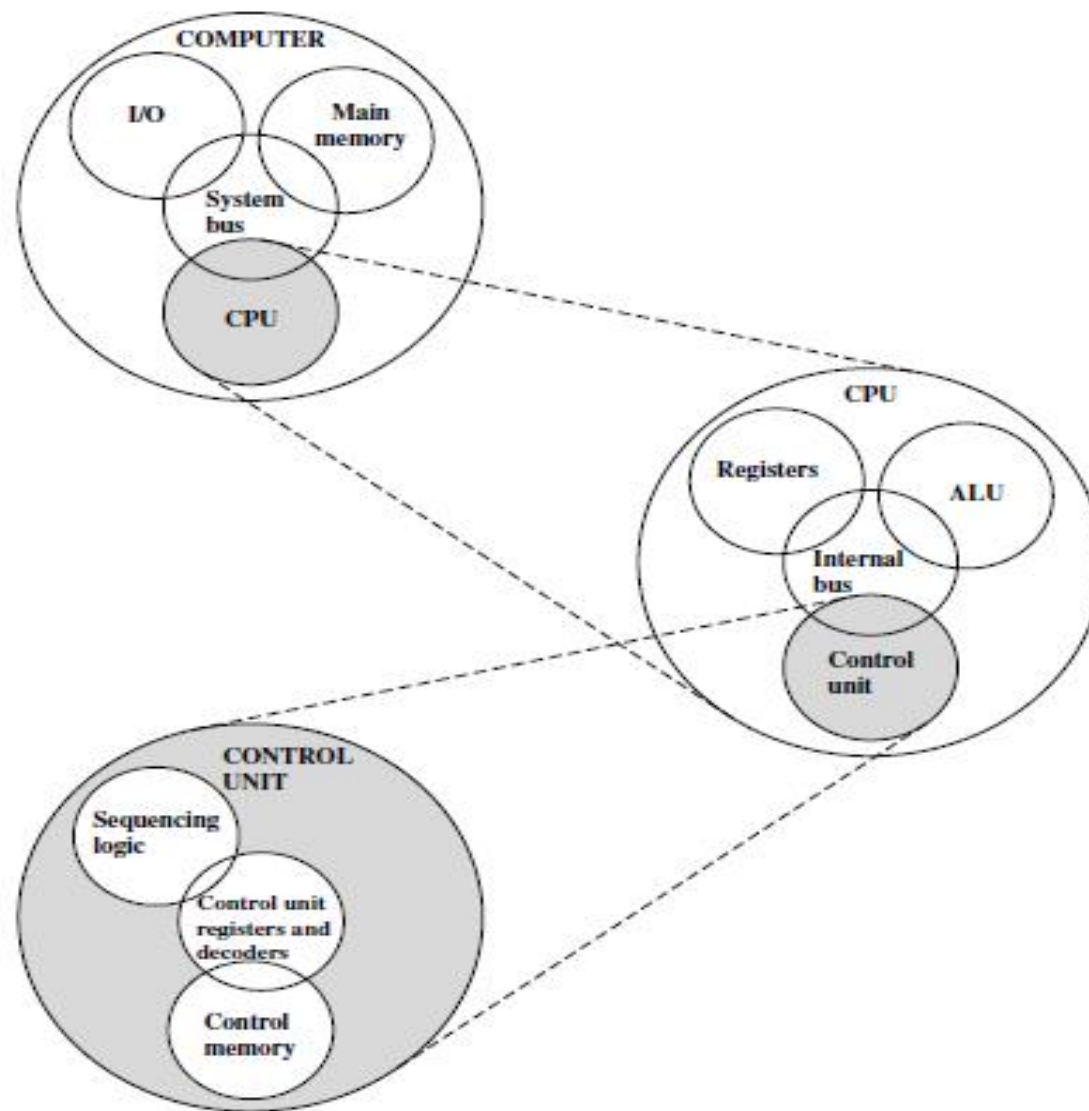 COMPUTER
I/O
Main
memory
System
bus
CPU
CPU
Registers
ALU
Internal
bus
Control
unit
CONTROL
UNIT
Sequencing
logic
Control unit
registers and
decoders
Control
memory